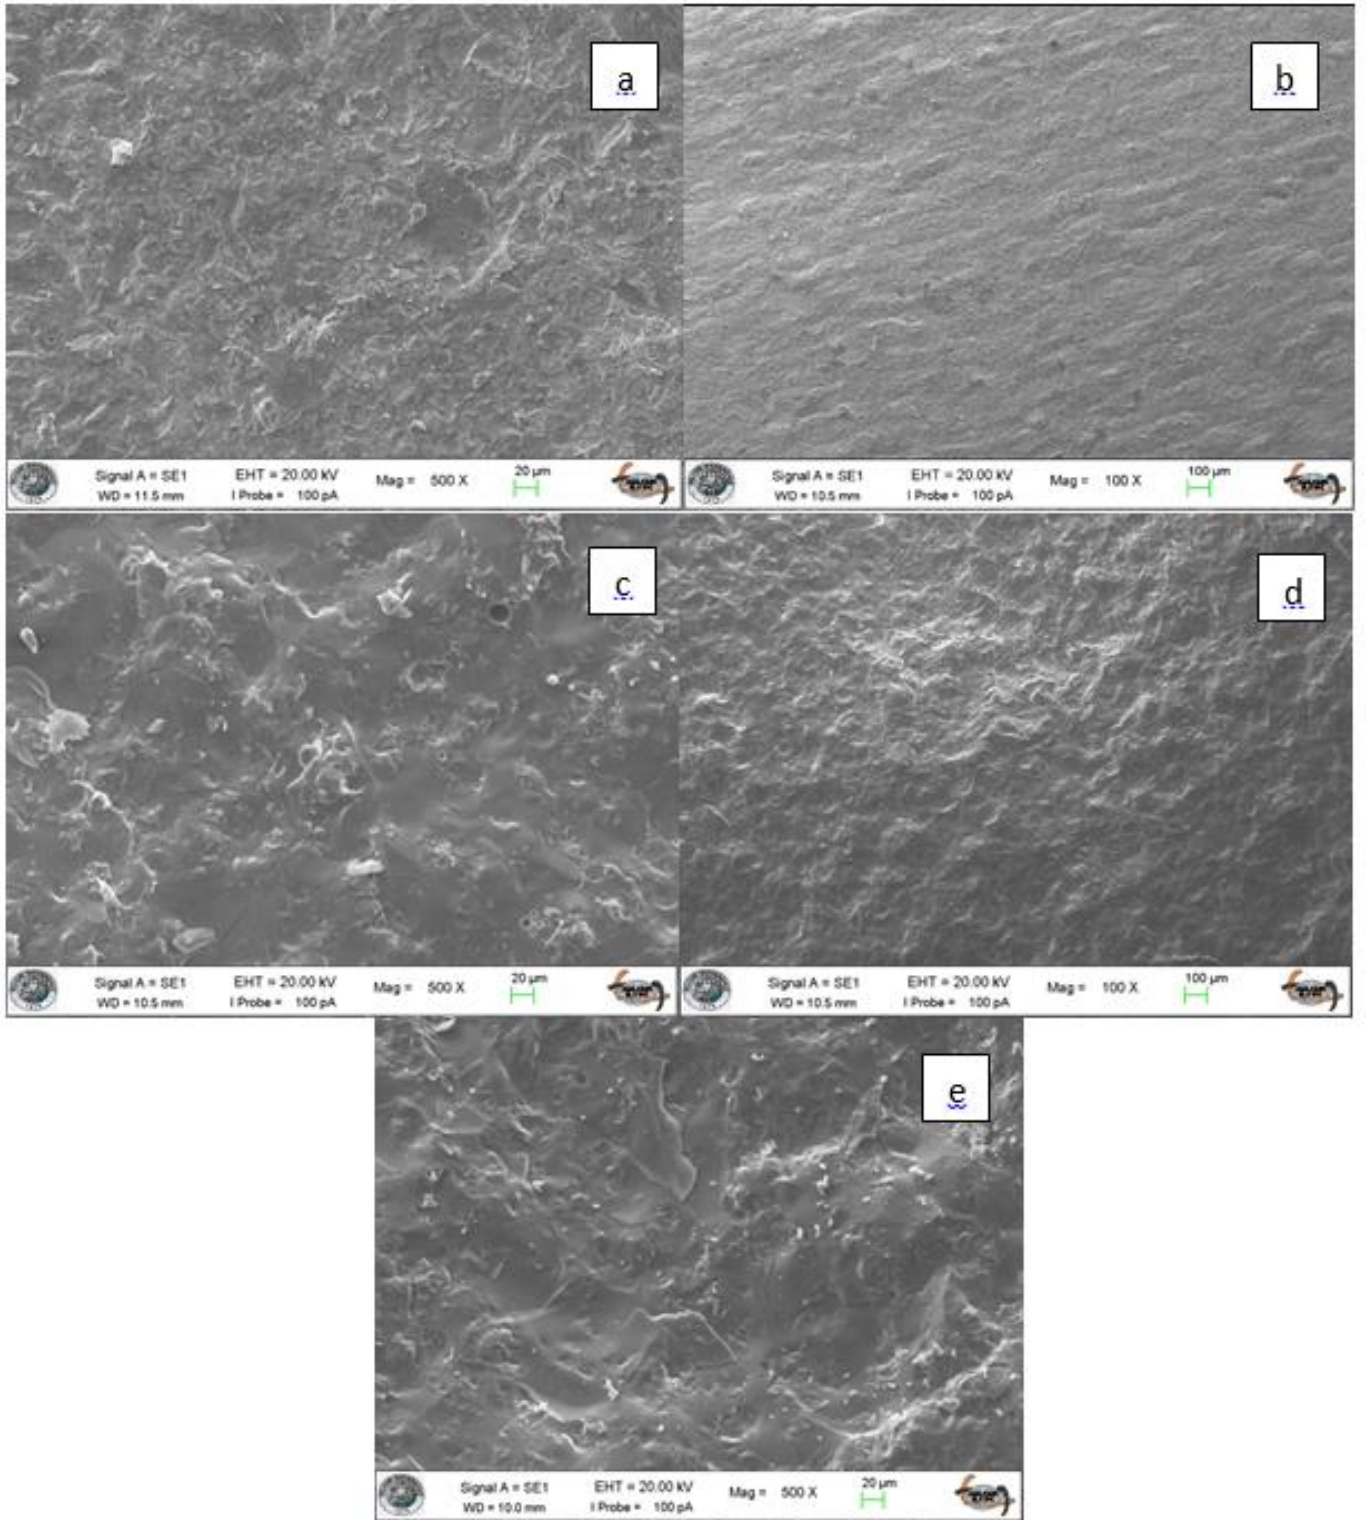 a
b
Signal A = SE1 EHT = 20.00 kV Mag = 500 X 20 µm
WD = 11.5 mm I Probe = 100 pA
Signal A = SE1 EHT = 20.00 kV Mag = 100 X 100 µm
WD = 10.5 mm I Probe = 100 pA
c
d
Signal A = SE1 EHT = 20.00 kV Mag = 500 X 20 µm
WD = 10.5 mm I Probe = 100 pA
Signal A = SE1 EHT = 20.00 kV Mag = 100 X 100 µm
WD = 10.5 mm I Probe = 100 pA
e
Signal A = SE1 EHT = 20.00 kV Mag = 500 X 20 µm
WD = 10.0 mm I Probe = 100 pA